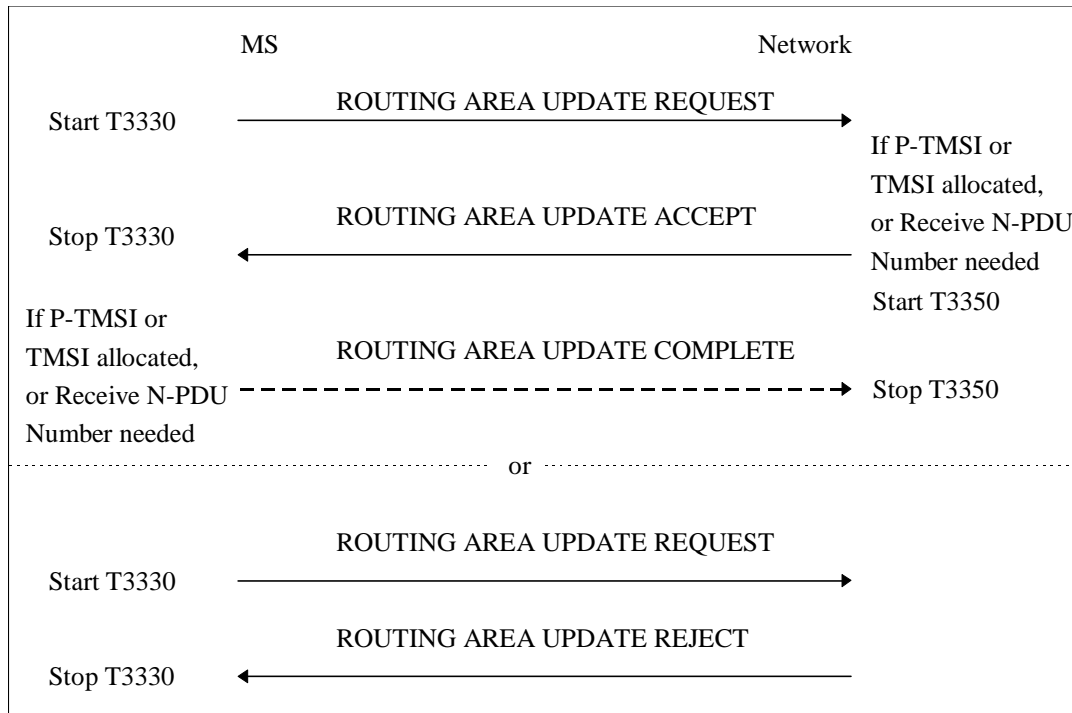 MS
Network
ROUTING AREA UPDATE REQUEST
Start T3330
If P-TMSI or
TMSI allocated,
or Receive N-PDU
Number needed
Start T3350
ROUTING AREA UPDATE ACCEPT
Stop T3330
If P-TMSI or
TMSI allocated,
or Receive N-PDU
Number needed
ROUTING AREA UPDATE COMPLETE
Stop T3350
or
ROUTING AREA UPDATE REQUEST
Start T3330
ROUTING AREA UPDATE REJECT
Stop T3330